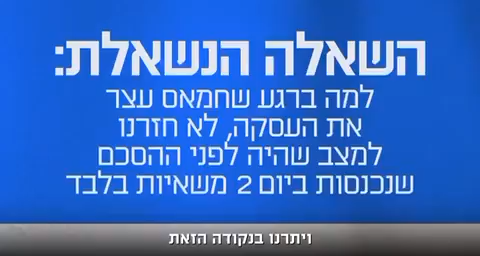 השאלה הנשאלת:
למה ברגע שחמאס עצר
את העסקה, לא חזרנו
למצב שהיה לפני ההסכם
שנכנסות ביום 2 משאיות בלבד
ויתרנו בנקודה הזאת